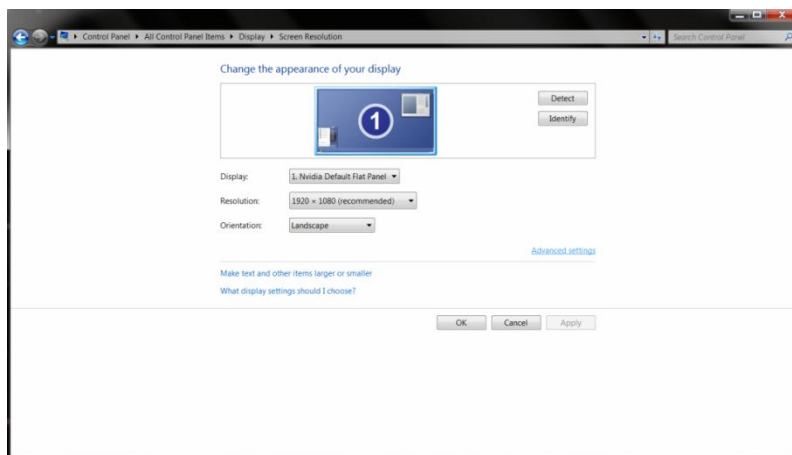 Control Panel ▸ All Control Panel Items ▸ Display ▸ Screen Resolution
Search Control Panel
Change the appearance of your display
1
Detect
Identify
Display: 1. Nvidia Default Flat Panel
Resolution: 1920 × 1080 (recommended)
Orientation: Landscape
Advanced settings
Make text and other items larger or smaller
What display settings should I choose?
OK Cancel Apply